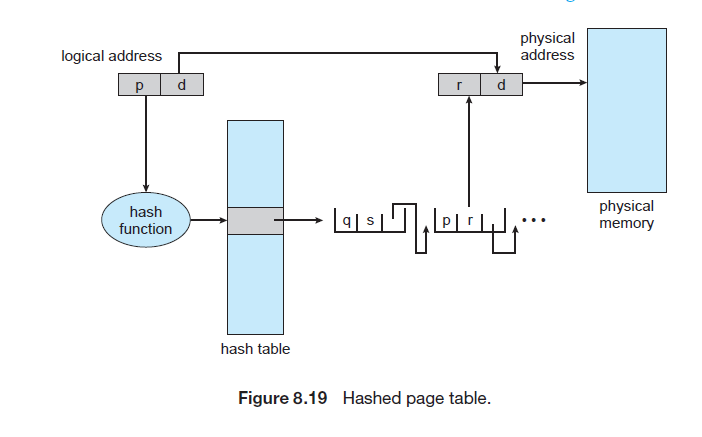 logical address
physical
address
p d
r d
hash
function
q s
p r
• • •
physical
memory
hash table
Figure 8.19 Hashed page table.